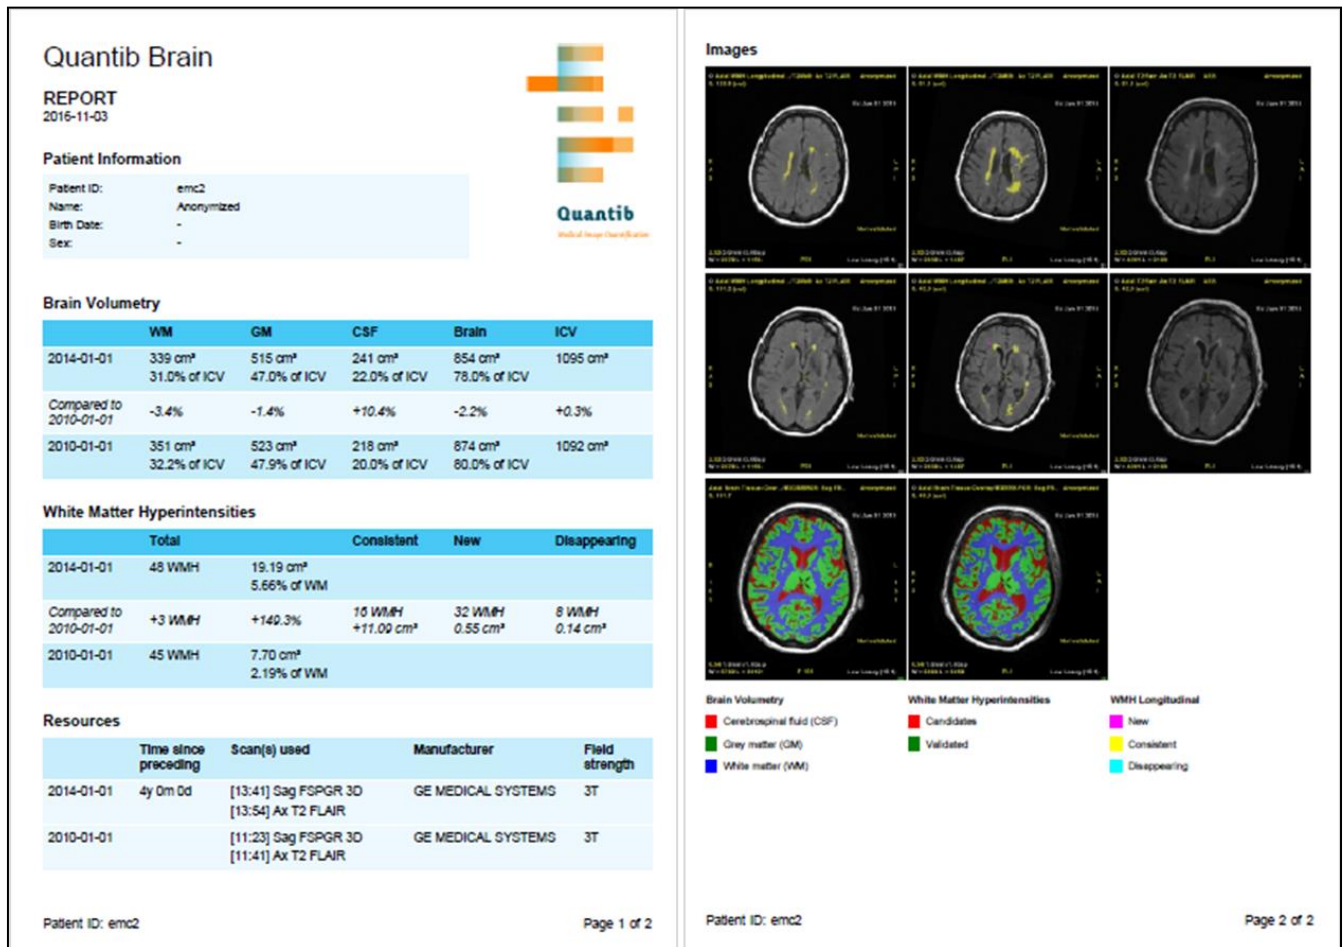 Quantib Brain
REPORT
2016-11-03
Patient Information
Patient ID: emc2
Name: Anonymized
Birth Date: -
Sex: -
Quantib
Medical Image Quantification
Brain Volumetry
WM GM CSF Brain ICV
2014-01-01 339 cm³ 515 cm³ 241 cm³ 854 cm³ 1095 cm³
31.0% of ICV 47.0% of ICV 22.0% of ICV 78.0% of ICV
Compared to 2010-01-01 -3.4% -1.4% +10.4% -2.2% +0.3%
2010-01-01 351 cm³ 523 cm³ 218 cm³ 874 cm³ 1092 cm³
32.2% of ICV 47.9% of ICV 20.0% of ICV 80.0% of ICV
White Matter Hyperintensities
Total Consistent New Disappearing
2014-01-01 48 WMH 19.19 cm³
5.66% of WM
Compared to 2010-01-01 +3 WMH +149.3% 16 WMH 32 WMH 8 WMH
+11.09 cm³ 0.55 cm³ 0.14 cm³
2010-01-01 45 WMH 7.70 cm³
2.19% of WM
Resources
Time since preceding Scan(s) used Manufacturer Field strength
2014-01-01 4y 0m 0d [13:41] Sag FSPGR 3D GE MEDICAL SYSTEMS 3T
[13:54] Ax T2 FLAIR
2010-01-01 [11:23] Sag FSPGR 3D GE MEDICAL SYSTEMS 3T
[11:41] Ax T2 FLAIR
Patient ID: emc2 Page 1 of 2
Images
Brain Volumetry
Cerebrospinal fluid (CSF)
Grey matter (GM)
White matter (WM)
White Matter Hyperintensities
Candidates
Validated
WMH Longitudinal
New
Consistent
Disappearing
Patient ID: emc2 Page 2 of 2